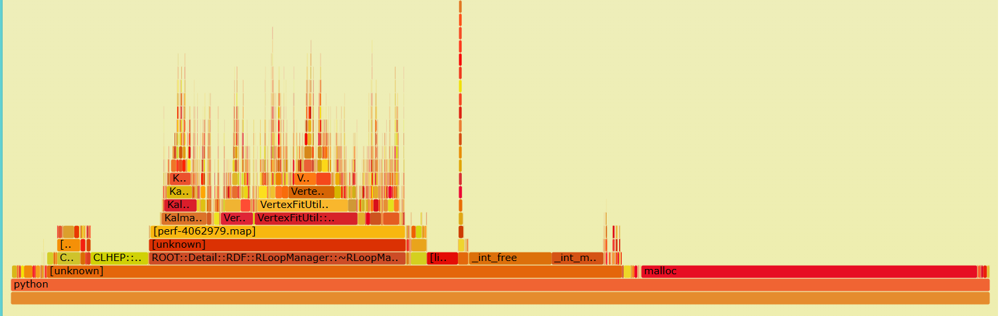 K..
V..
Ka..
Verte..
Kal..
VertexFitUtil..
Kalma..
Ver..
VertexFitUtil::..
[perf-4062979.map]
[..
[unknown]
C..
CLHEP::..
ROOT::Detail::RDF::RLoopManager::~RLoopMa..
[li..
_int_free
_int_m..
[unknown]
malloc
python